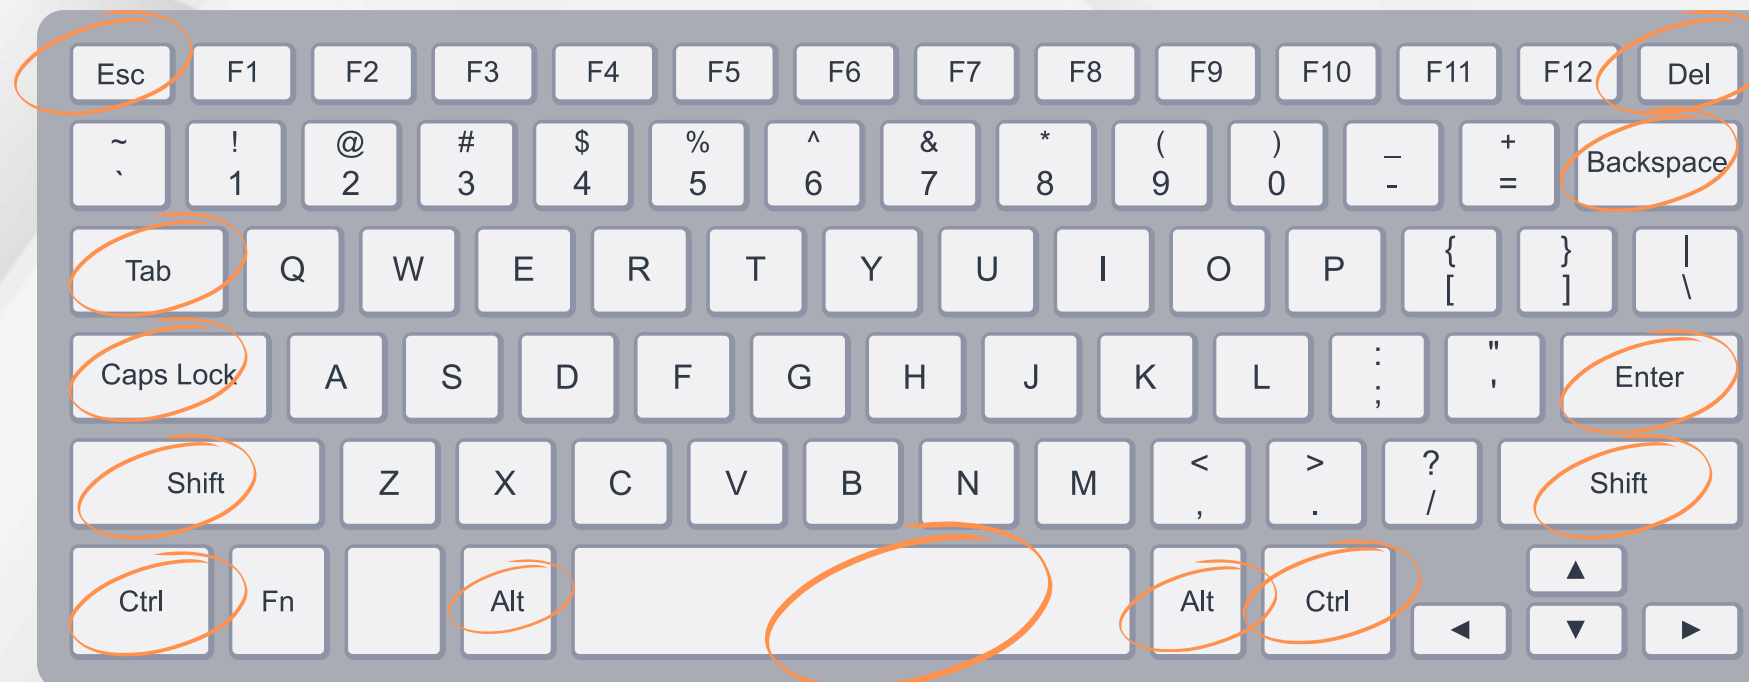 Esc F1 F2 F3 F4 F5 F6 F7 F8 F9 F10 F11 F12 Del
~ ! @ # $ % ^ & * ( ) _ +
` 1 2 3 4 5 6 7 8 9 0 - = Backspace
Tab Q W E R T Y U I O P { } |
[ ] \
Caps Lock A S D F G H J K L : " Enter
; '
Shift Z X C V B N M < > ? Shift
, . /
Ctrl Fn Alt Alt Ctrl ▲
◀ ▼ ▶